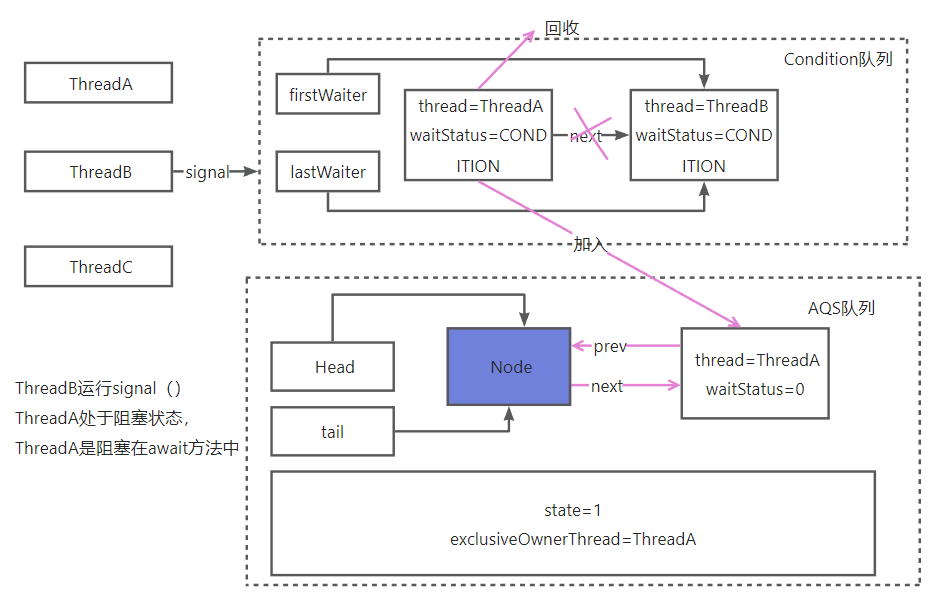 回收
Condition队列
ThreadA
firstWaiter
thread=ThreadA
waitStatus=COND
ITION
next
thread=ThreadB
waitStatus=COND
ITION
ThreadB
signal
lastWaiter
加入
ThreadC
AQS队列
Head
Node
prev
next
thread=ThreadA
waitStatus=0
tail
ThreadB运行signal（）
ThreadA处于阻塞状态，
ThreadA是阻塞在await方法中
state=1
exclusiveOwnerThread=ThreadA